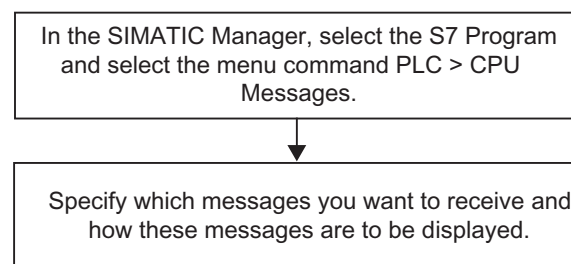 In the SIMATIC Manager, select the S7 Program
and select the menu command PLC > CPU
Messages.
Specify which messages you want to receive and
how these messages are to be displayed.